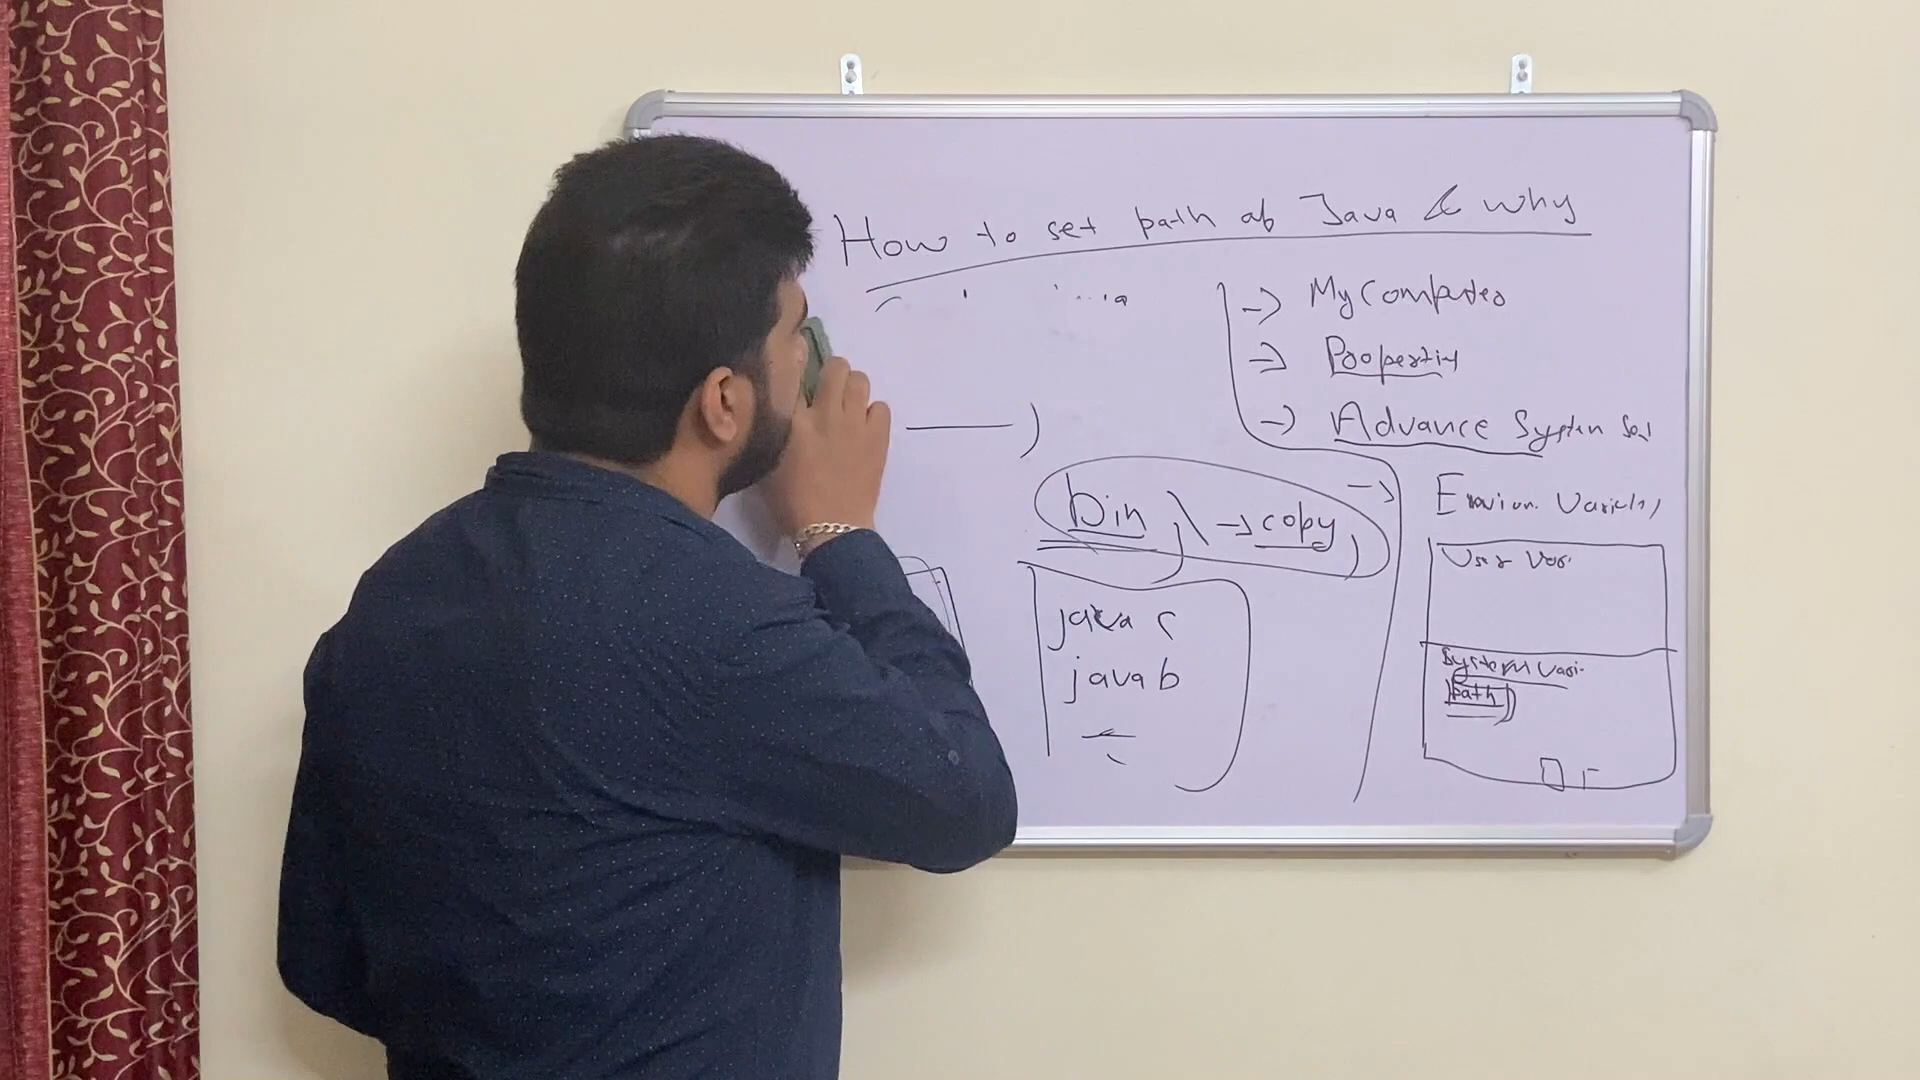 How to set path of Java & why
-> My Computer
-> Properties
-> Advance System Set
-> Environ. Variables
bin \ -> copy
User Vari.
java c
java b
System Vari.
path